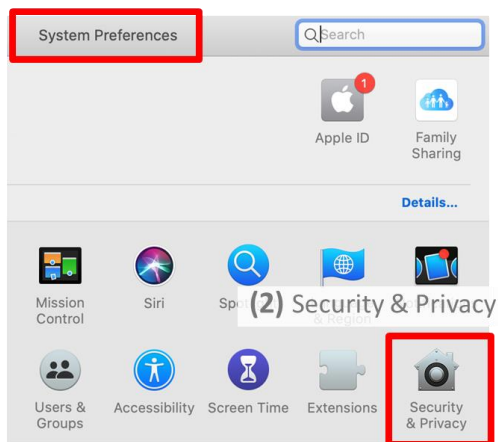 System Preferences
Search
1
Apple ID
Family
Sharing
Details...
Mission
Control
Siri
(2) Security & Privacy
& Region
Users &
Groups
Accessibility
Screen Time
Extensions
Security
& Privacy